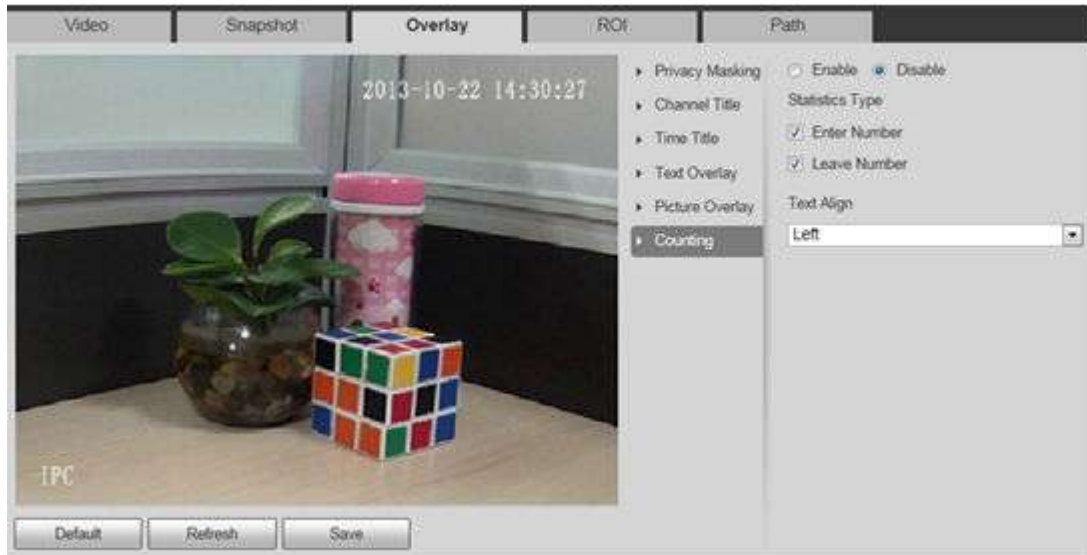 Video Snapshot Overlay ROI Path
2013-10-22 14:30:27
IPC
Privacy Masking
Channel Title
Time Title
Text Overlay
Picture Overlay
Counting
Enable Disable
Statistics Type
Enter Number
Leave Number
Text Align
Left
Default Refresh Save